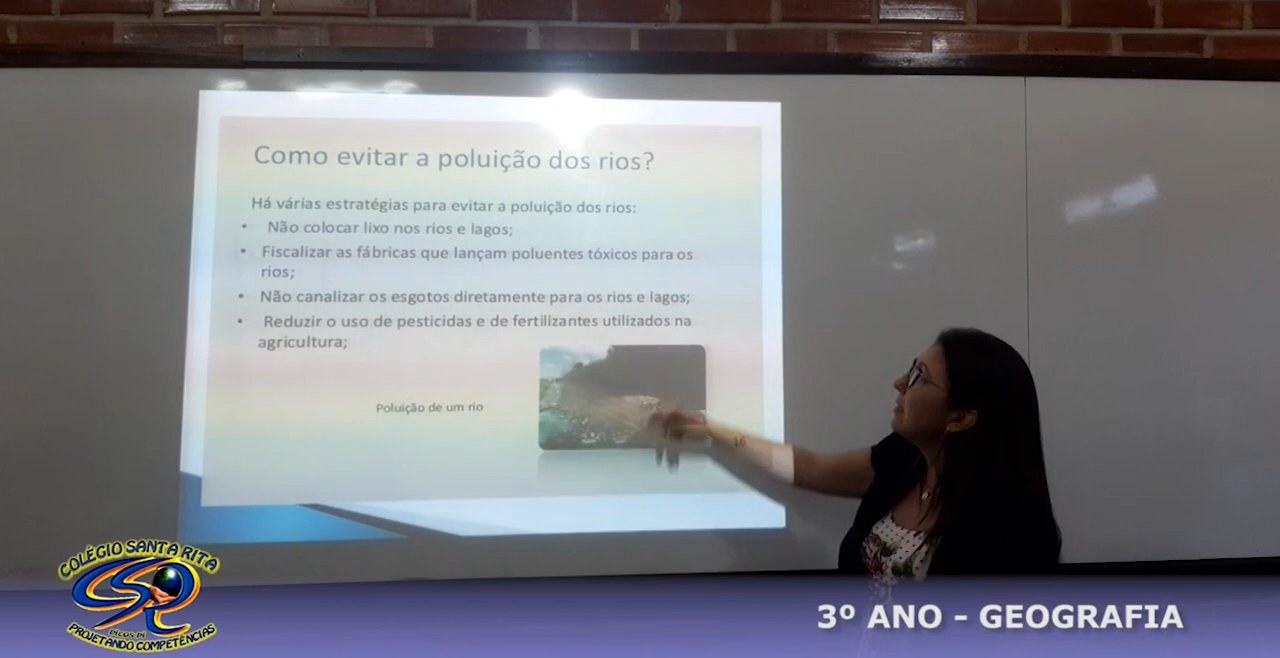 Como evitar a poluição dos rios?
Há várias estratégias para evitar a poluição dos rios:
• Não colocar lixo nos rios e lagos;
• Fiscalizar as fábricas que lançam poluentes tóxicos para os
rios;
• Não canalizar os esgotos diretamente para os rios e lagos;
• Reduzir o uso de pesticidas e de fertilizantes utilizados na
agricultura;
Poluição de um rio
16
COLÉGIO SANTA RITA
PICOS-PI
PROJETANDO COMPETÊNCIAS
3º ANO - GEOGRAFIA